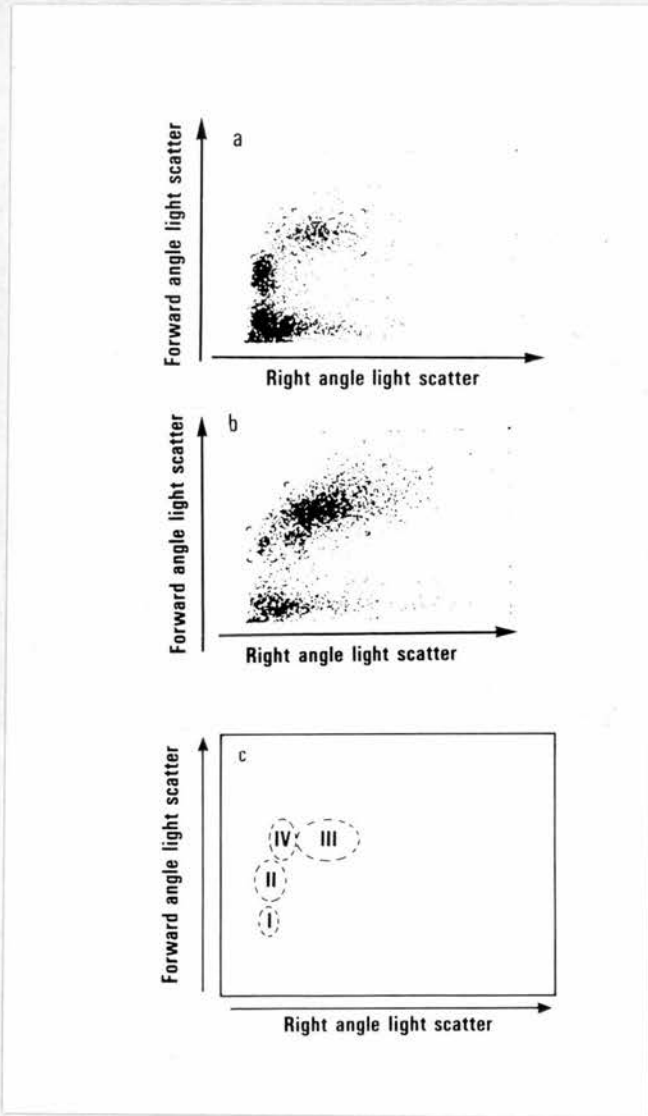 a
Forward angle light scatter
Right angle light scatter
b
Forward angle light scatter
Right angle light scatter
c
Forward angle light scatter
IV III
II
I
Right angle light scatter